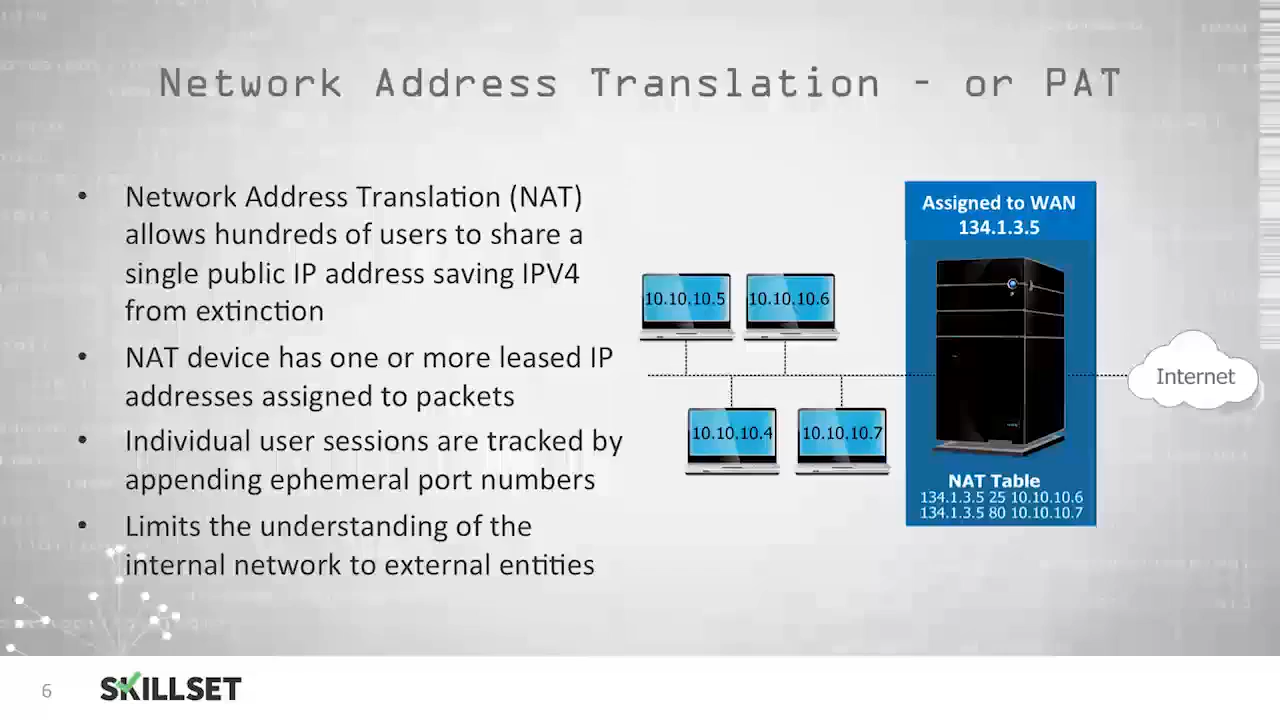 Network Address Translation - or PAT
• Network Address Translation (NAT)
allows hundreds of users to share a
single public IP address saving IPV4
from extinction
• NAT device has one or more leased IP
addresses assigned to packets
• Individual user sessions are tracked by
appending ephemeral port numbers
• Limits the understanding of the
internal network to external entities
Assigned to WAN
134.1.3.5
10.10.10.5
10.10.10.6
10.10.10.4
10.10.10.7
Internet
NAT Table
134.1.3.5 25 10.10.10.6
134.1.3.5 80 10.10.10.7
6
SKILLSET